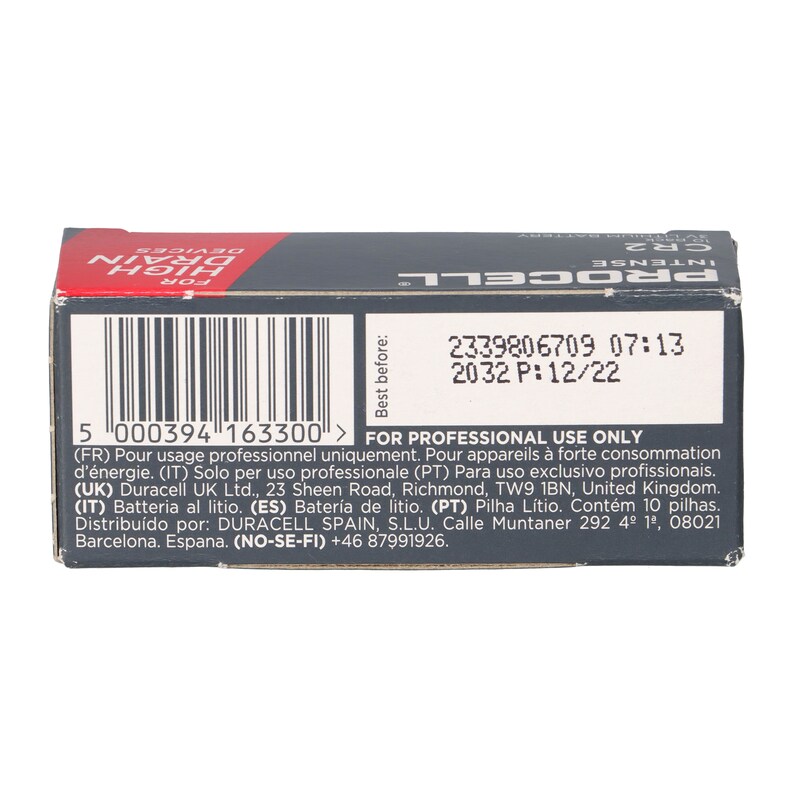 FOR
HIGH
DRAIN
DEVICES
PROCELL®
INTENSE
CR2
10 Pack
3V LITHIUM BATTERY
5 000394 163300 >
Best before:
2339806709 07:13
2032 P:12/22
FOR PROFESSIONAL USE ONLY
(FR) Pour usage professionnel uniquement. Pour appareils à forte consommation
d'énergie. (IT) Solo per uso professionale (PT) Para uso exclusivo profissionais.
(UK) Duracell UK Ltd., 23 Sheen Road, Richmond, TW9 1BN, United Kingdom.
(IT) Batteria al litio. (ES) Batería de litio. (PT) Pilha Lítio. Contém 10 pilhas.
Distribuído por: DURACELL SPAIN, S.L.U. Calle Muntaner 292 4º 1ª, 08021
Barcelona. Espana. (NO-SE-FI) +46 87991926.